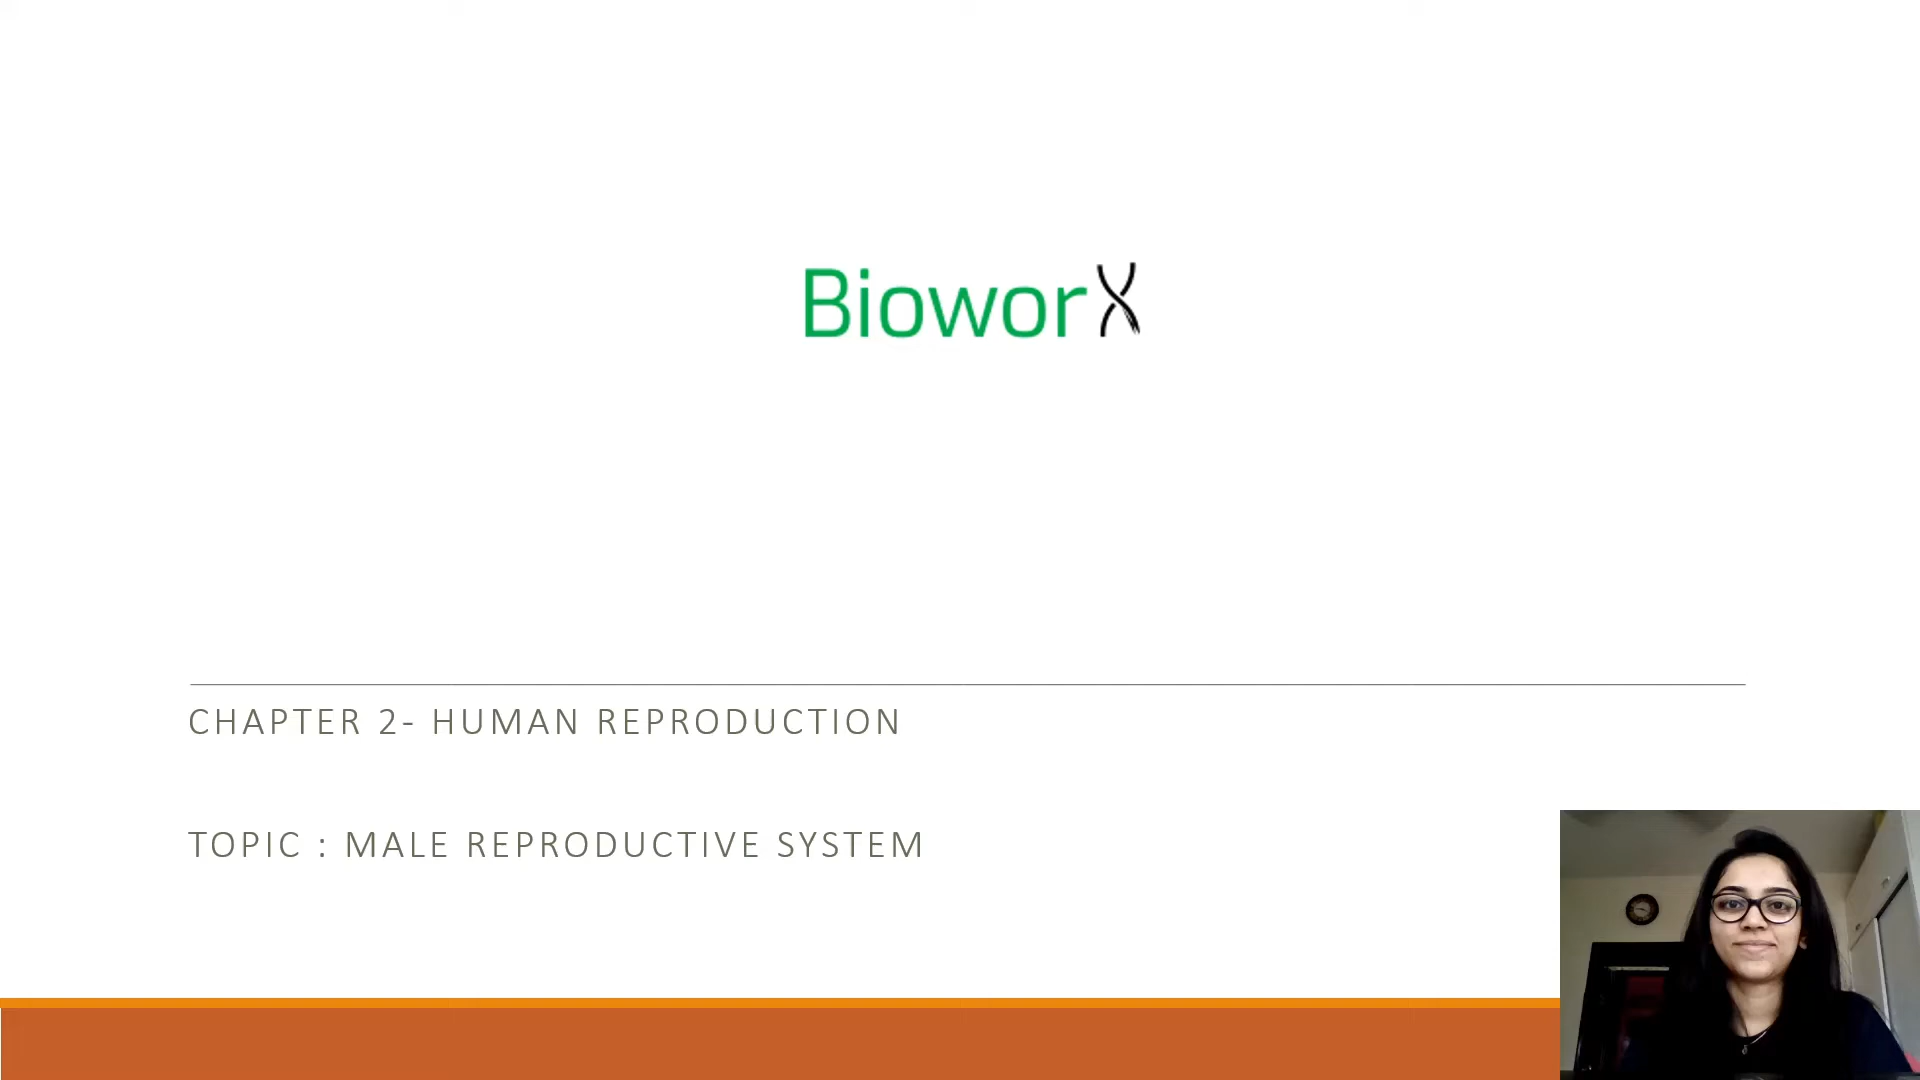 BioworX
CHAPTER 2- HUMAN REPRODUCTION
TOPIC : MALE REPRODUCTIVE SYSTEM